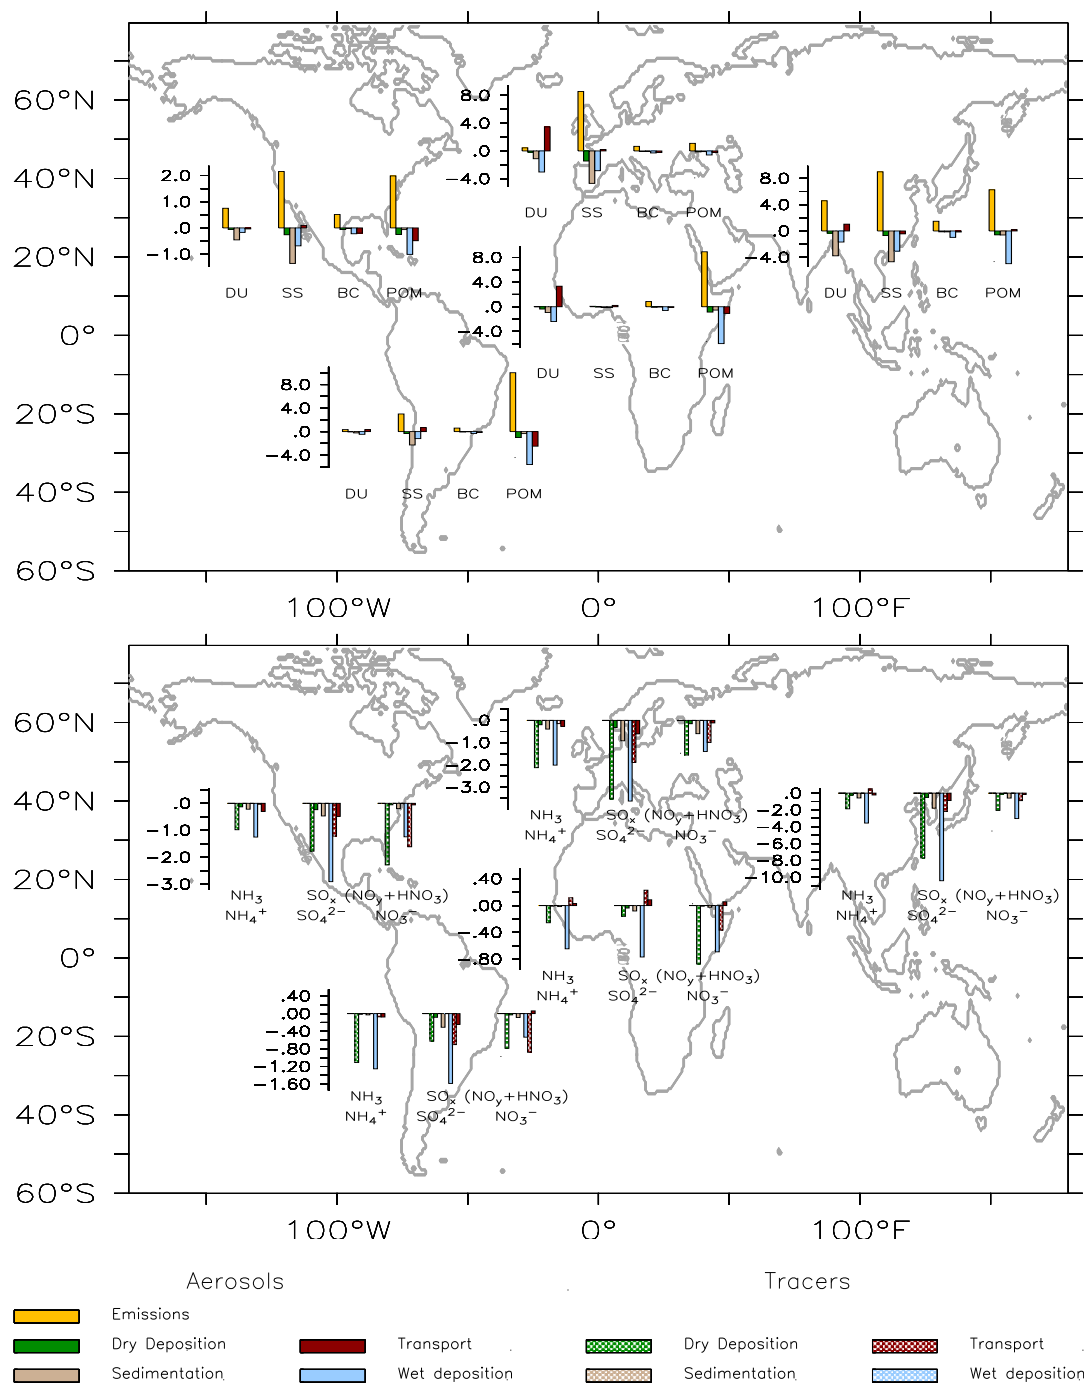 60°N
40°N
20°N
0°
20°S
40°S
60°S
100°W 0° 100°E
8.0
4.0
.0
−4.0
DU SS BC POM
2.0
1.0
.0
−1.0
DU SS BC POM
8.0
4.0
.0
−4.0
DU SS BC POM
8.0
4.0
.0
−4.0
DU SS BC POM
8.0
4.0
.0
−4.0
DU SS BC POM
60°N
40°N
20°N
0°
20°S
40°S
60°S
100°W 0° 100°E
.0
−1.0
−2.0
−3.0
NH₃ SOₓ (NOᵧ+HNO₃)
NH₄⁺ SO₄²⁻ NO₃⁻
.0
−1.0
−2.0
−3.0
NH₃ SOₓ (NOᵧ+HNO₃)
NH₄⁺ SO₄²⁻ NO₃⁻
.0
−2.0
−4.0
−6.0
−8.0
−10.0
NH₃ SOₓ (NOᵧ+HNO₃)
NH₄⁺ SO₄²⁻ NO₃⁻
.40
.00
−.40
−.80
NH₃ SOₓ (NOᵧ+HNO₃)
NH₄⁺ SO₄²⁻ NO₃⁻
.40
.00
−.40
−.80
−1.20
−1.60
NH₃ SOₓ (NOᵧ+HNO₃)
NH₄⁺ SO₄²⁻ NO₃⁻
Aerosols Tracers
Emissions
Dry Deposition Transport Dry Deposition Transport
Sedimentation Wet deposition Sedimentation Wet deposition